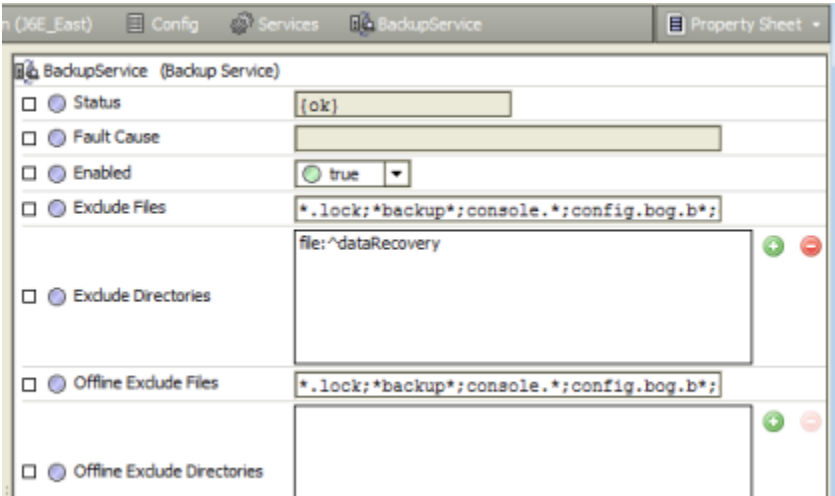 n (J6E_East) Config Services BackupService Property Sheet
BackupService (Backup Service)
Status {ok}
Fault Cause
Enabled true
Exclude Files *.lock;*backup*;console.*;config.bog.b*;
file:^dataRecovery
Exclude Directories
Offline Exclude Files *.lock;*backup*;console.*;config.bog.b*;
Offline Exclude Directories